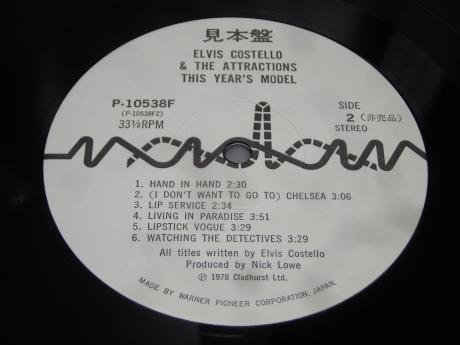 見本盤
ELVIS COSTELLO
& THE ATTRACTIONS
THIS YEAR'S MODEL
P-10538F
(P-10538F2)
33⅓RPM
SIDE
2 (非売品)
STEREO
1. HAND IN HAND 2:30
2. (I DON'T WANT TO GO TO) CHELSEA 3:06
3. LIP SERVICE 2:34
4. LIVING IN PARADISE 3:51
5. LIPSTICK VOGUE 3:29
6. WATCHING THE DETECTIVES 3:29
All titles written by Elvis Costello
Produced by Nick Lowe
℗ 1978 Cladhurst Ltd.
MADE BY WARNER PIONEER CORPORATION, JAPAN.